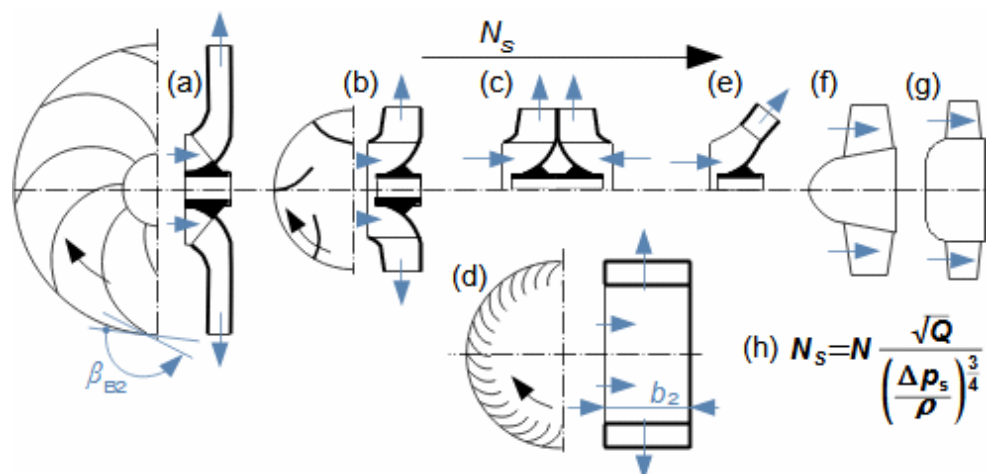 N_s
(a)
(b)
(c)
(e)
(f)
(g)
β_B2
(d)
b_2
(h) N_S=N √Q / (Δp_s/ρ)^(3/4)